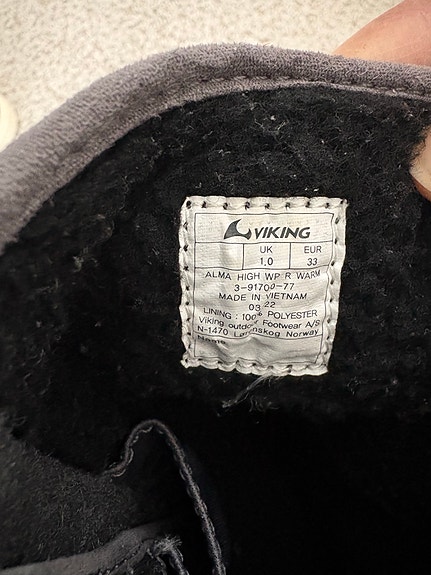 VIKING
UK EUR
1,0 33
ALMA HIGH WP R WARM
3-91700-77
MADE IN VIETNAM
03 22
LINING : 100% POLYESTER
Viking outdoor Footwear A/S
N-1470 Lørenskog Norway
Name